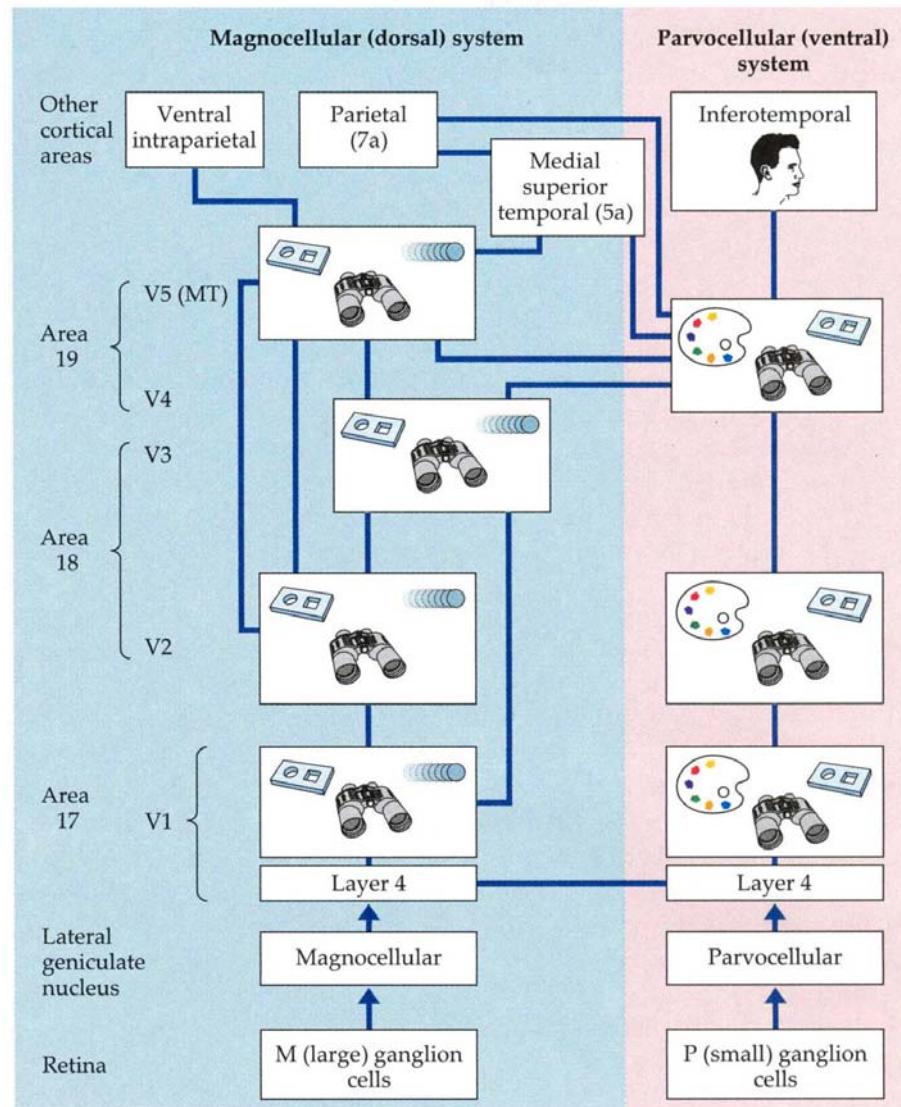 Magnocellular (dorsal) system
Parvocellular (ventral)
system
Other
cortical
areas
Ventral
intraparietal
Parietal
(7a)
Medial
superior
temporal (5a)
Inferotemporal
Area
19
V5 (MT)
V4
Area
18
V3
V2
Area
17
V1
Layer 4
Layer 4
Lateral
geniculate
nucleus
Magnocellular
Parvocellular
Retina
M (large) ganglion
cells
P (small) ganglion
cells